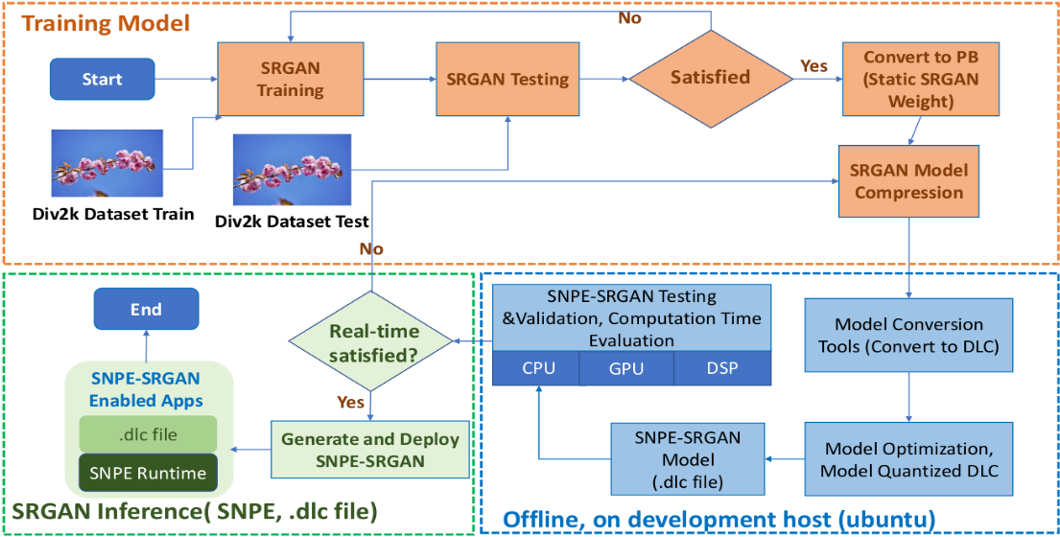 Training Model
No
Start
SRGAN
Training
SRGAN Testing
Satisfied
Yes
Convert to PB
(Static SRGAN
Weight)
SRGAN Model
Compression
Div2k Dataset Train
Div2k Dataset Test
No
End
Real-time
satisfied?
SNPE-SRGAN Testing
&Validation, Computation Time
Evaluation
CPU
GPU
DSP
Model Conversion
Tools (Convert to DLC)
SNPE-SRGAN
Enabled Apps
.dlc file
SNPE Runtime
Yes
Generate and Deploy
SNPE-SRGAN
SNPE-SRGAN
Model
(.dlc file)
Model Optimization,
Model Quantized DLC
SRGAN Inference( SNPE, .dlc file)
Offline, on development host (ubuntu)